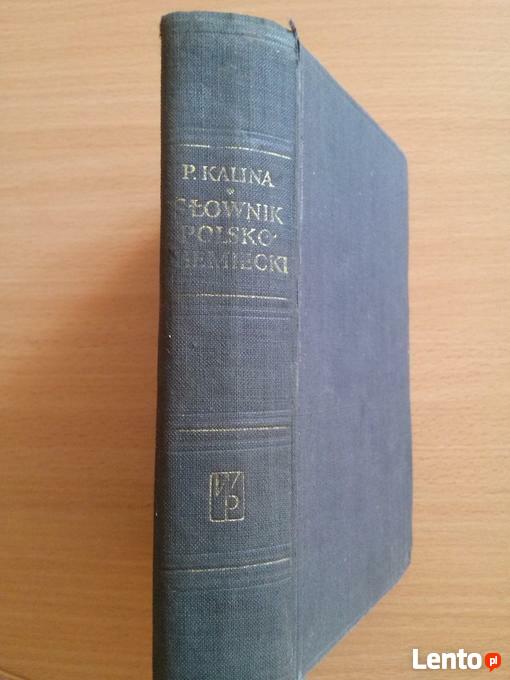 P. KALINA
SŁOWNIK
POLSKO-
NIEMIECKI
WP
Lento.pl